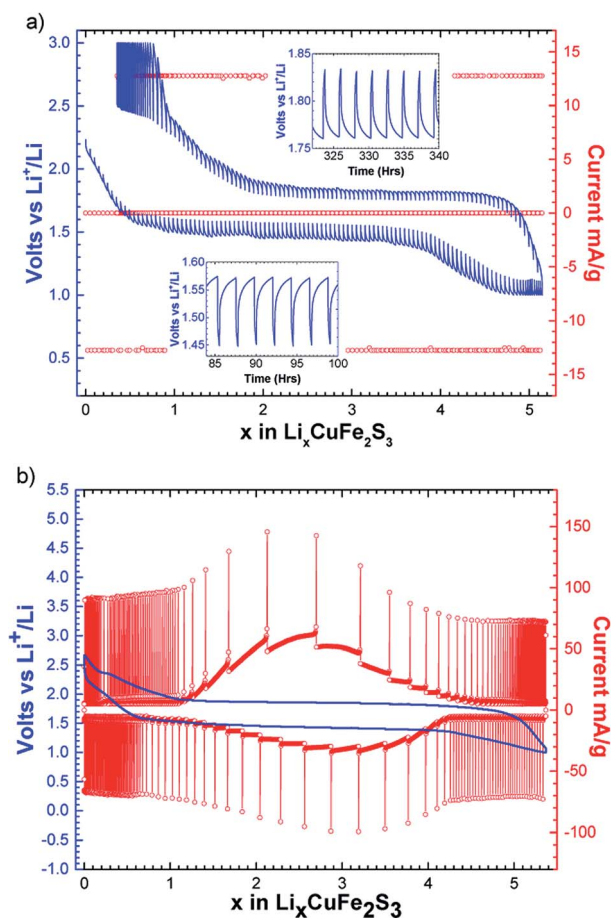 a)
3.0
2.5
2.0
1.5
1.0
0.5
Volts vs Li⁺/Li
15
10
5
0
-5
-10
-15
Current mA/g
1.85
1.80
1.75
Volts vs Li⁺/Li
325 330 335 340
Time (Hrs)
1.60
1.55
1.50
1.45
1.40
Volts vs Li⁺/Li
85 90 95 100
Time (Hrs)
0 1 2 3 4 5
x in LiₓCuFe₂S₃
b)
5.5
5.0
4.5
4.0
3.5
3.0
2.5
2.0
1.5
1.0
0.5
0.0
-0.5
-1.0
Volts vs Li⁺/Li
150
100
50
0
-50
-100
Current mA/g
0 1 2 3 4 5
x in LiₓCuFe₂S₃